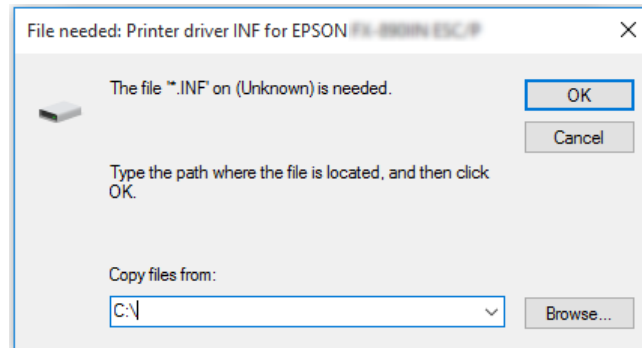 File needed: Printer driver INF for EPSON
The file '*.INF' on (Unknown) is needed.
OK
Cancel
Type the path where the file is located, and then click
OK.
Copy files from:
C:\
Browse...